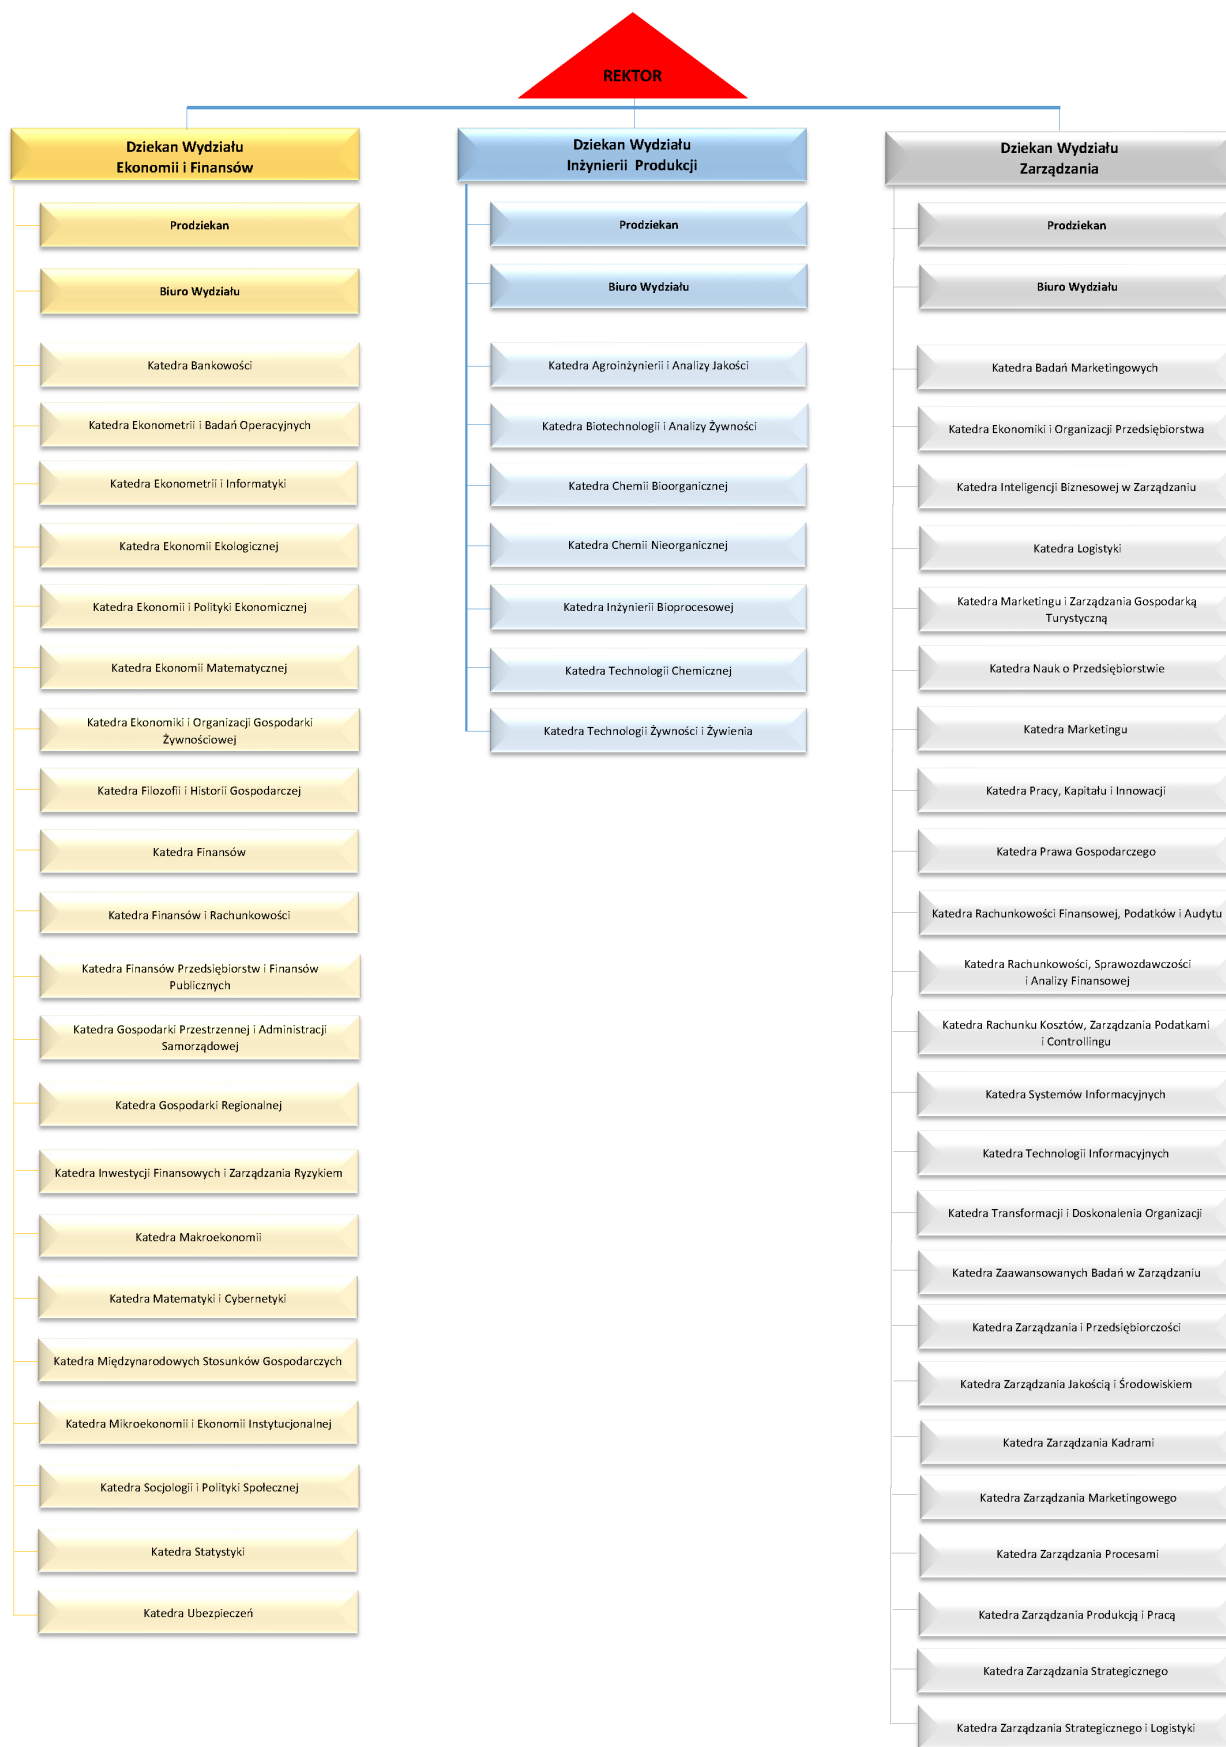 REKTOR
Dziekan Wydziału
Ekonomii i Finansów
Prodziekan
Biuro Wydziału
Katedra Bankowości
Katedra Ekonometrii i Badań Operacyjnych
Katedra Ekonometrii i Informatyki
Katedra Ekonomii Ekologicznej
Katedra Ekonomii i Polityki Ekonomicznej
Katedra Ekonomii Matematycznej
Katedra Ekonomiki i Organizacji Gospodarki
Żywnościowej
Katedra Filozofii i Historii Gospodarczej
Katedra Finansów
Katedra Finansów i Rachunkowości
Katedra Finansów Przedsiębiorstw i Finansów
Publicznych
Katedra Gospodarki Przestrzennej i Administracji
Samorządowej
Katedra Gospodarki Regionalnej
Katedra Inwestycji Finansowych i Zarządzania Ryzykiem
Katedra Makroekonomii
Katedra Matematyki i Cybernetyki
Katedra Międzynarodowych Stosunków Gospodarczych
Katedra Mikroekonomii i Ekonomii Instytucjonalnej
Katedra Socjologii i Polityki Społecznej
Katedra Statystyki
Katedra Ubezpieczeń
Dziekan Wydziału
Inżynierii Produkcji
Prodziekan
Biuro Wydziału
Katedra Agroinżynierii i Analizy Jakości
Katedra Biotechnologii i Analizy Żywności
Katedra Chemii Bioorganicznej
Katedra Chemii Nieorganicznej
Katedra Inżynierii Bioprocesowej
Katedra Technologii Chemicznej
Katedra Technologii Żywności i Żywienia
Dziekan Wydziału
Zarządzania
Prodziekan
Biuro Wydziału
Katedra Badań Marketingowych
Katedra Ekonomiki i Organizacji Przedsiębiorstwa
Katedra Inteligencji Biznesowej w Zarządzaniu
Katedra Logistyki
Katedra Marketingu i Zarządzania Gospodarką
Turystyczną
Katedra Nauk o Przedsiębiorstwie
Katedra Marketingu
Katedra Pracy, Kapitału i Innowacji
Katedra Prawa Gospodarczego
Katedra Rachunkowości Finansowej, Podatków i Audytu
Katedra Rachunkowości, Sprawozdawczości
i Analizy Finansowej
Katedra Rachunku Kosztów, Zarządzania Podatkami
i Controllingu
Katedra Systemów Informacyjnych
Katedra Technologii Informacyjnych
Katedra Transformacji i Doskonalenia Organizacji
Katedra Zaawansowanych Badań w Zarządzaniu
Katedra Zarządzania i Przedsiębiorczości
Katedra Zarządzania Jakością i Środowiskiem
Katedra Zarządzania Kadrami
Katedra Zarządzania Marketingowego
Katedra Zarządzania Procesami
Katedra Zarządzania Produkcją i Pracą
Katedra Zarządzania Strategicznego
Katedra Zarządzania Strategicznego i Logistyki